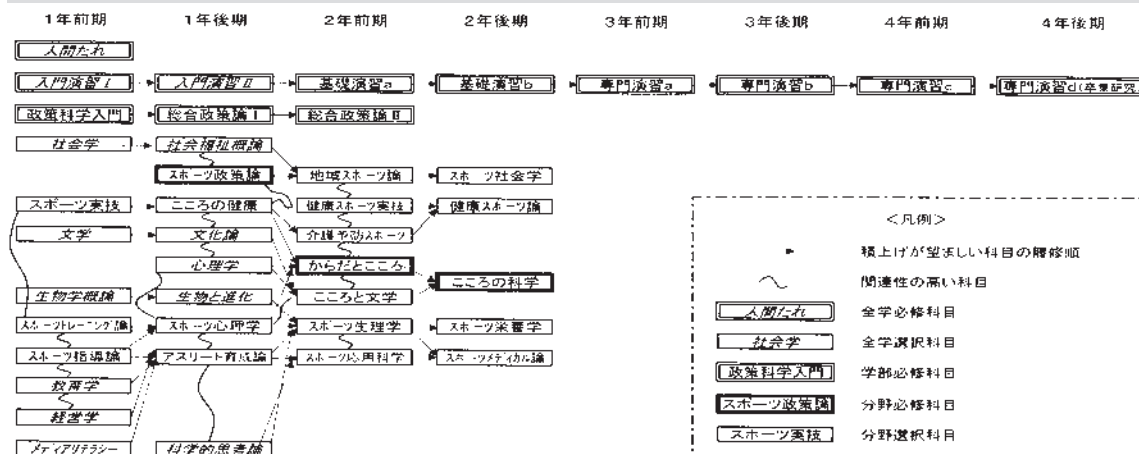 1年前期 1年後期 2年前期 2年後期 3年前期 3年後期 4年前期 4年後期
人間たれ
入門演習Ⅰ 入門演習Ⅱ 基礎演習a 基礎演習b 専門演習a 専門演習b 専門演習c 専門演習d(卒業研究)
政策科学入門 総合政策論Ⅰ 総合政策論Ⅱ
社会学 社会福祉概論
スポーツ政策論 地域スポーツ論 スポーツ社会学
スポーツ実技 こころの健康 健康スポーツ実技 健康スポーツ論
文学 文化論 介護予防スポーツ
心理学 からだとこころ
こころの科学
生物学概論 生物と進化 こころと文学
スポーツトレーニング論 スポーツ心理学 スポーツ生理学 スポーツ栄養学
スポーツ指導論 アスリート育成論 スポーツ応用科学 スポーツメディカル論
教育学
経営学
メディアリテラシー 科学的思考論
<凡例>
積上げが望ましい科目の履修順
関連性の高い科目
人間たれ 全学必修科目
社会学 全学選択科目
政策科学入門 学部必修科目
スポーツ政策論 分野必修科目
スポーツ実技 分野選択科目